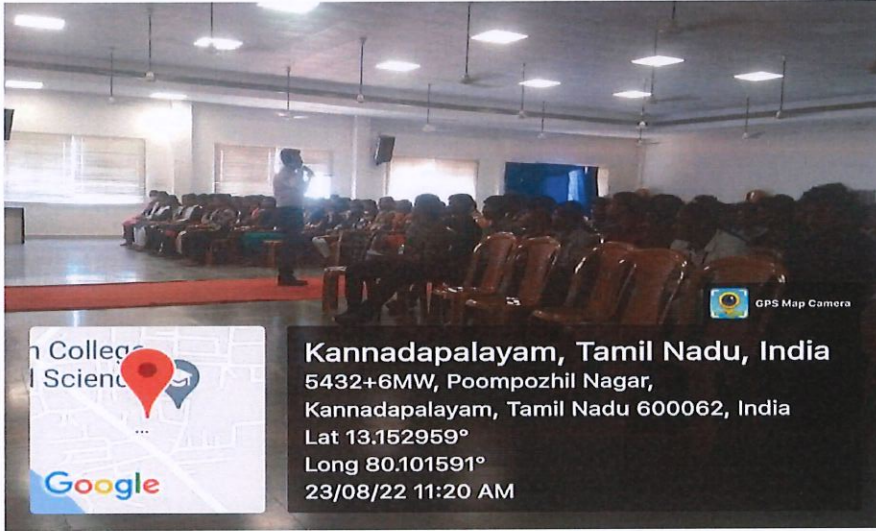 GPS Map Camera
n College
l Scienc
...
Google
Kannadapalayam, Tamil Nadu, India
5432+6MW, Poompozhil Nagar,
Kannadapalayam, Tamil Nadu 600062, India
Lat 13.152959°
Long 80.101591°
23/08/22 11:20 AM